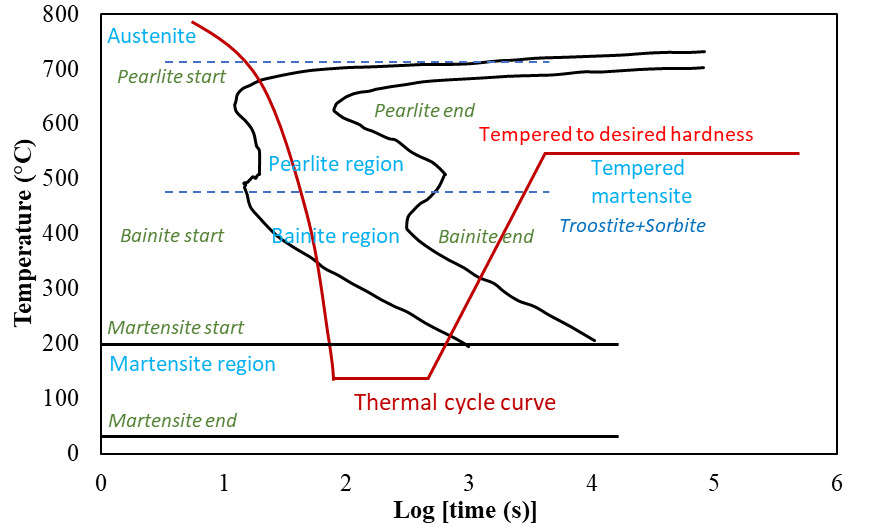 800
Austenite
700
Pearlite start
Pearlite end
600
Tempered to desired hardness
Pearlite region
Tempered
martensite
500
Troostite+Sorbite
400
Bainite start
Bainite region
Bainite end
300
Martensite start
200
Martensite region
100
Thermal cycle curve
Martensite end
0
Temperature (°C)
0 1 2 3 4 5 6
Log [time (s)]